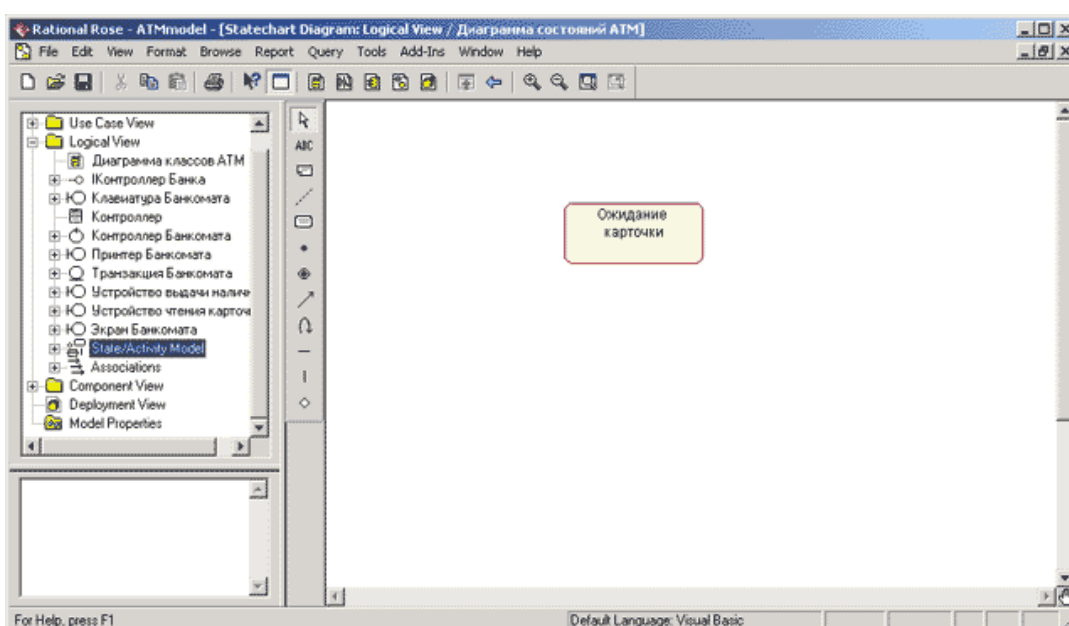 Rational Rose - ATMmodel - [Statechart Diagram: Logical View / Диаграмма состояний ATM]
File Edit View Format Browse Report Query Tools Add-Ins Window Help
Use Case View
Logical View
Диаграмма классов ATM
IКонтроллер Банка
Клавиатура Банкомата
Контроллер
Контроллер Банкомата
Принтер Банкомата
Транзакция Банкомата
Устройство выдачи налич
Устройство чтения карточ
Экран Банкомата
State/Activity Model
Associations
Component View
Deployment View
Model Properties
ABC
Ожидание
карточки
For Help, press F1
Default Language: Visual Basic